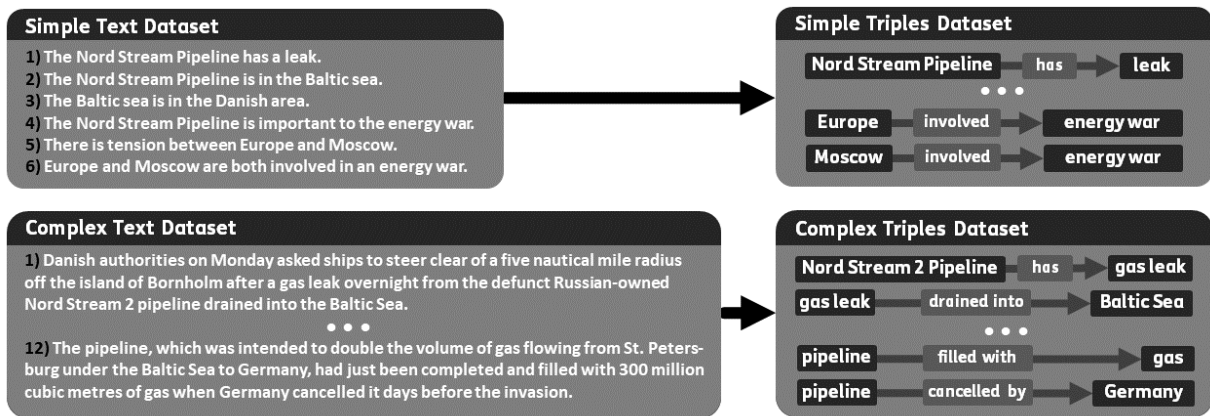 Simple Text Dataset
1) The Nord Stream Pipeline has a leak.
2) The Nord Stream Pipeline is in the Baltic sea.
3) The Baltic sea is in the Danish area.
4) The Nord Stream Pipeline is important to the energy war.
5) There is tension between Europe and Moscow.
6) Europe and Moscow are both involved in an energy war.
Simple Triples Dataset
Nord Stream Pipeline has leak
• • •
Europe involved energy war
Moscow involved energy war
Complex Text Dataset
1) Danish authorities on Monday asked ships to steer clear of a five nautical mile radius
off the island of Bornholm after a gas leak overnight from the defunct Russian-owned
Nord Stream 2 pipeline drained into the Baltic Sea.
• • •
12) The pipeline, which was intended to double the volume of gas flowing from St. Peters-
burg under the Baltic Sea to Germany, had just been completed and filled with 300 million
cubic metres of gas when Germany cancelled it days before the invasion.
Complex Triples Dataset
Nord Stream 2 Pipeline has gas leak
gas leak drained into Baltic Sea
• • •
pipeline filled with gas
pipeline cancelled by Germany